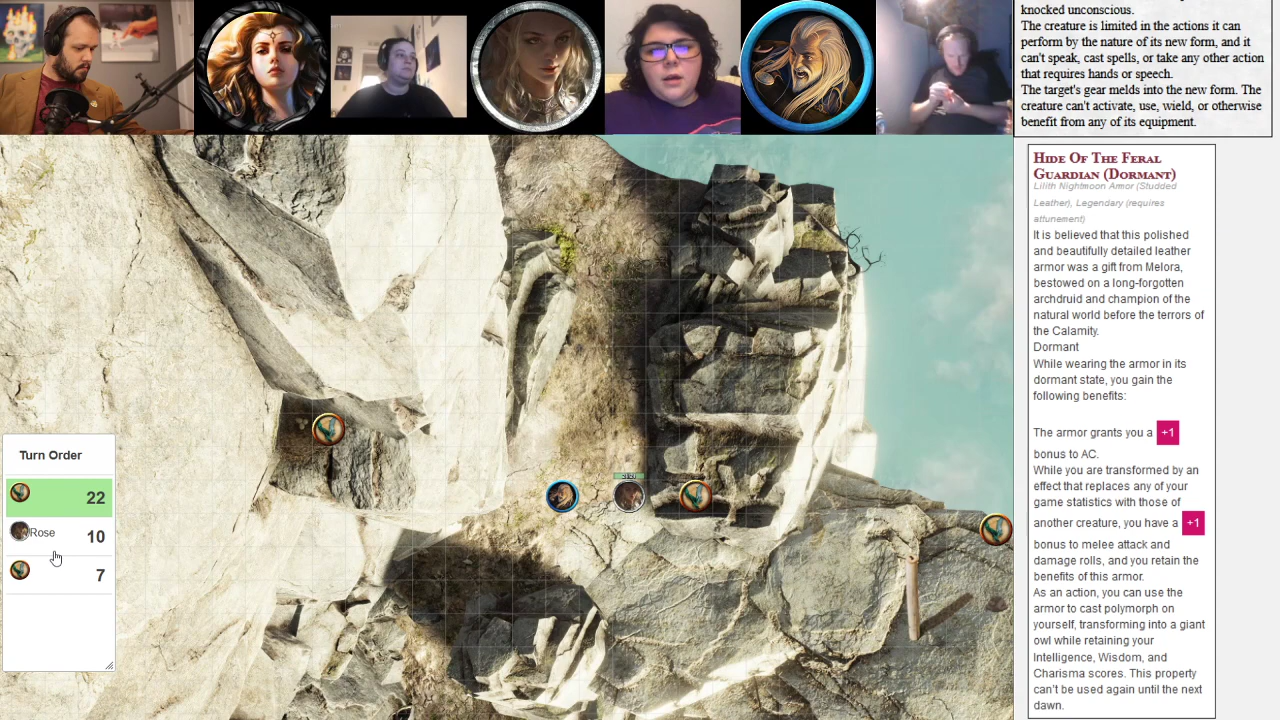 knocked unconscious.
The creature is limited in the actions it can
perform by the nature of its new form, and it
can't speak, cast spells, or take any other action
that requires hands or speech.
The target's gear melds into the new form. The
creature can't activate, use, wield, or otherwise
benefit from any of its equipment.
Hide Of The Feral
Guardian (Dormant)
Lilith Nightmoon Armor (Studded
Leather), Legendary (requires
attunement)
It is believed that this polished
and beautifully detailed leather
armor was a gift from Melora,
bestowed on a long-forgotten
archdruid and champion of the
natural world before the terrors of
the Calamity.
Dormant
While wearing the armor in its
dormant state, you gain the
following benefits:
The armor grants you a +1
bonus to AC.
While you are transformed by an
effect that replaces any of your
game statistics with those of
another creature, you have a +1
bonus to melee attack and
damage rolls, and you retain the
benefits of this armor.
As an action, you can use the
armor to cast polymorph on
yourself, transforming into a giant
owl while retaining your
Intelligence, Wisdom, and
Charisma scores. This property
can't be used again until the next
dawn.
Turn Order
22
Rose 10
7